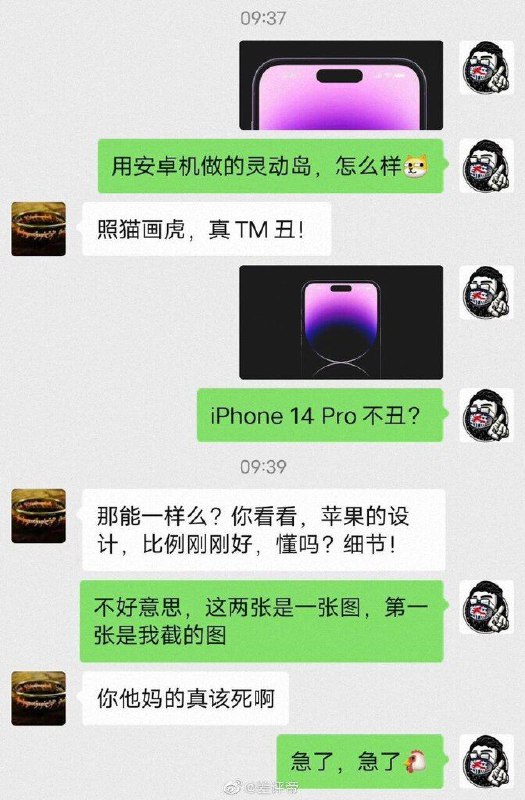 09:37
用安卓机做的灵动岛，怎么样
照猫画虎，真 TM 丑！
iPhone 14 Pro 不丑？
09:39
那能一样么？你看看，苹果的设
计，比例刚刚好，懂吗？细节！
不好意思，这两张是一张图，第一
张是我截的图
你他妈的真该死啊
急了，急了
@差评帝